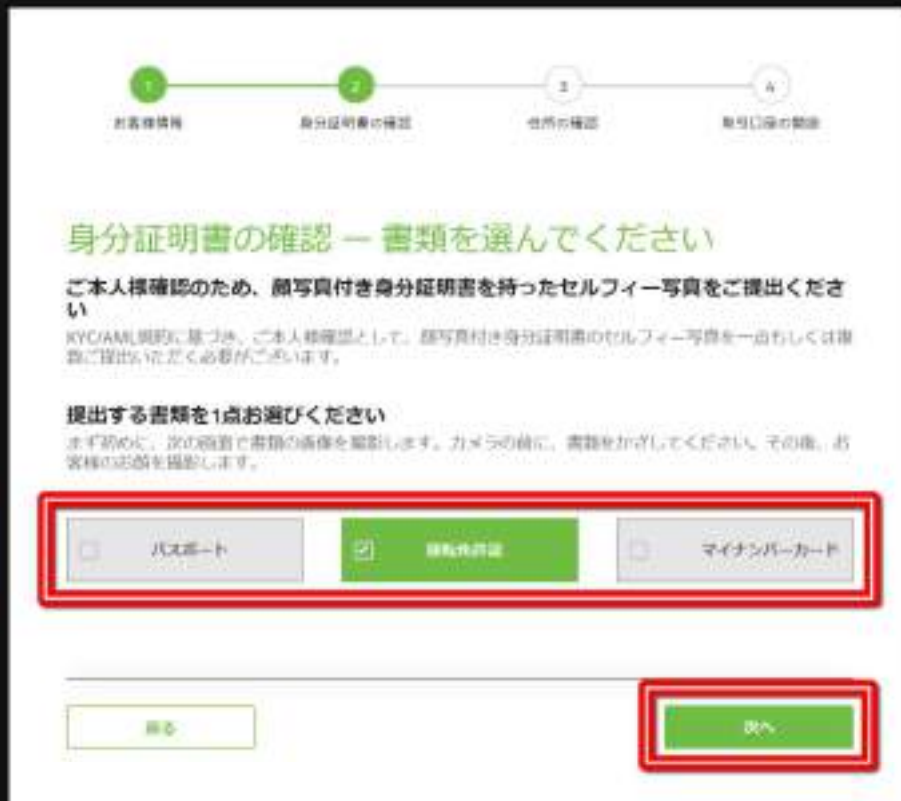 1
2
3
4
お客様情報
身分証明書の確認
住所の確認
取引口座の開設
身分証明書の確認 ー 書類を選んでください
ご本人様確認のため、顔写真付き身分証明書を持ったセルフィー写真をご提出くださ
い
KYC/AML規約に基づき、ご本人様確認として、顔写真付き身分証明書のセルフィー写真を一点もしくは複
数ご提出いただく必要がございます。
提出する書類を1点お選びください
まず初めに、次の画面で書類の画像を撮影します。カメラの前に、書類をかざしてください。その後、お
客様のお顔を撮影します。
パスポート
運転免許証
マイナンバーカード
戻る
次へ